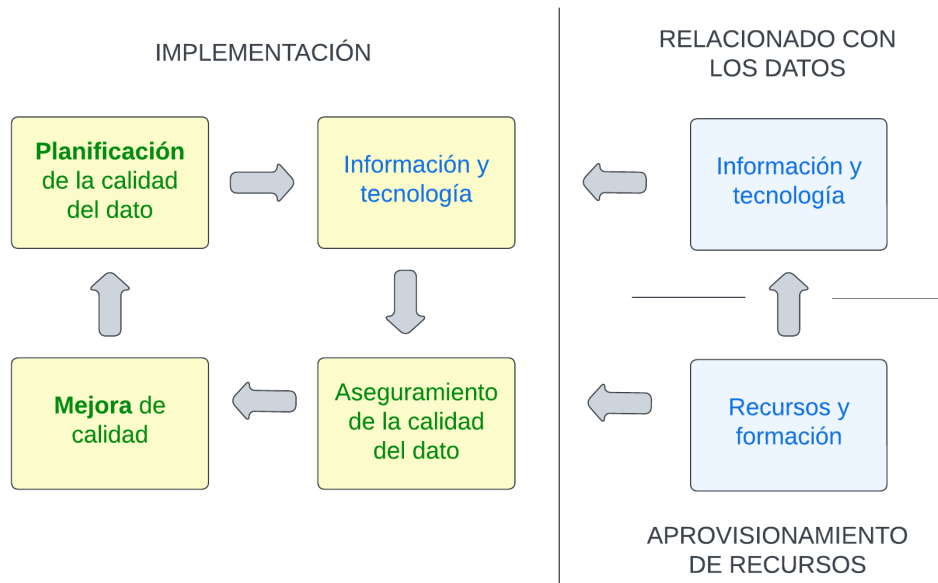 IMPLEMENTACIÓN
RELACIONADO CON
LOS DATOS
Planificación
de la calidad
del dato
Información y
tecnología
Información y
tecnología
Mejora de
calidad
Aseguramiento
de la calidad
del dato
Recursos y
formación
APROVISIONAMIENTO
DE RECURSOS